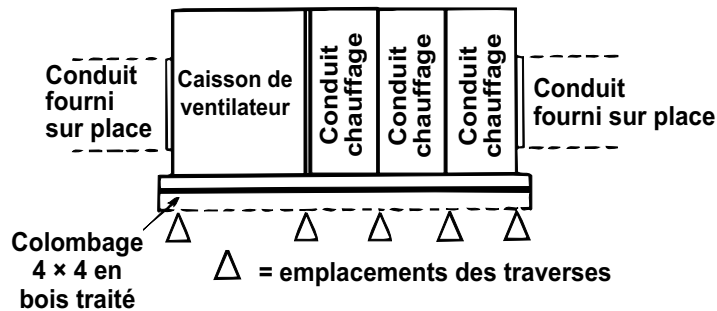 Conduit
fourni
sur place
Caisson de
ventilateur
Conduit
chauffage
Conduit
chauffage
Conduit
chauffage
Conduit
fourni sur place
Colombage
4 × 4 en
bois traité
= emplacements des traverses